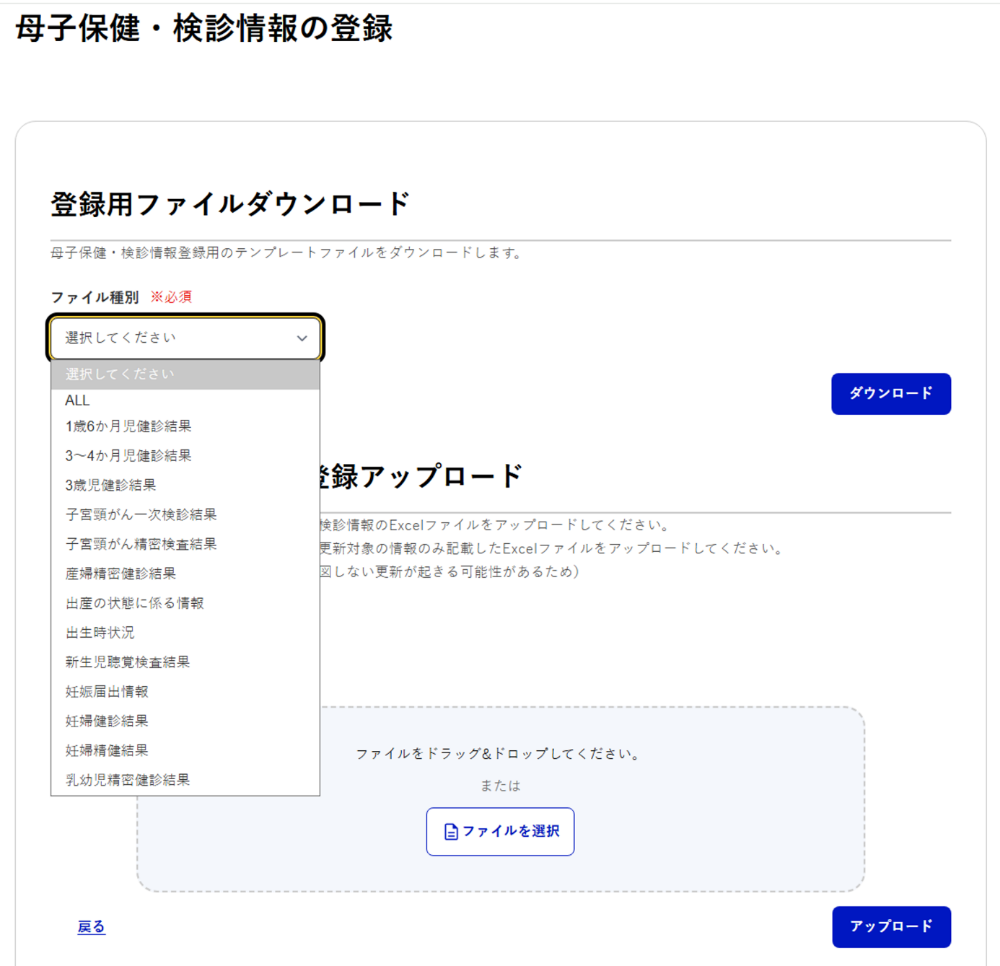 母子保健・検診情報の登録
登録用ファイルダウンロード
母子保健・検診情報登録用のテンプレートファイルをダウンロードします。
ファイル種別 ※必須
選択してください
選択してください
ALL
1歳6か月児健診結果
3～4か月児健診結果
3歳児健診結果
子宮頸がん一次検診結果
子宮頸がん精密検査結果
産婦精密健診結果
出産の状態に係る情報
出生時状況
新生児聴覚検査結果
妊娠届出情報
妊婦健診結果
妊婦精健結果
乳幼児精密健診結果
ダウンロード
登録アップロード
検診情報のExcelファイルをアップロードしてください。
更新対象の情報のみ記載したExcelファイルをアップロードしてください。
図しない更新が起きる可能性があるため）
ファイルをドラッグ&ドロップしてください。
または
ファイルを選択
戻る
アップロード